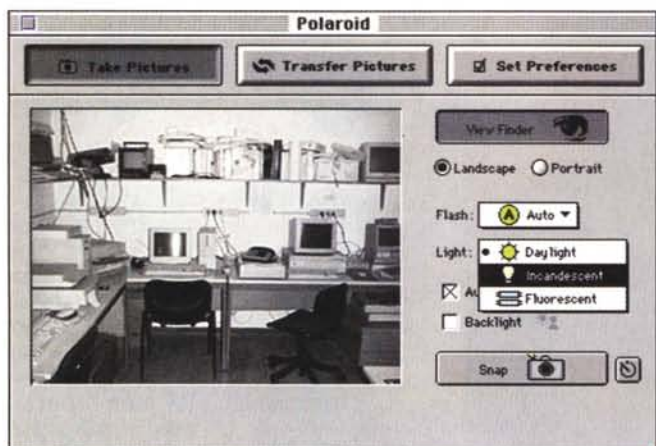 Polaroid
Take Pictures
Transfer Pictures
Set Preferences
View Finder
Landscape
Portrait
Flash:
A Auto
Light:
Daylight
Incandescent
Fluorescent
Backlight
Snap